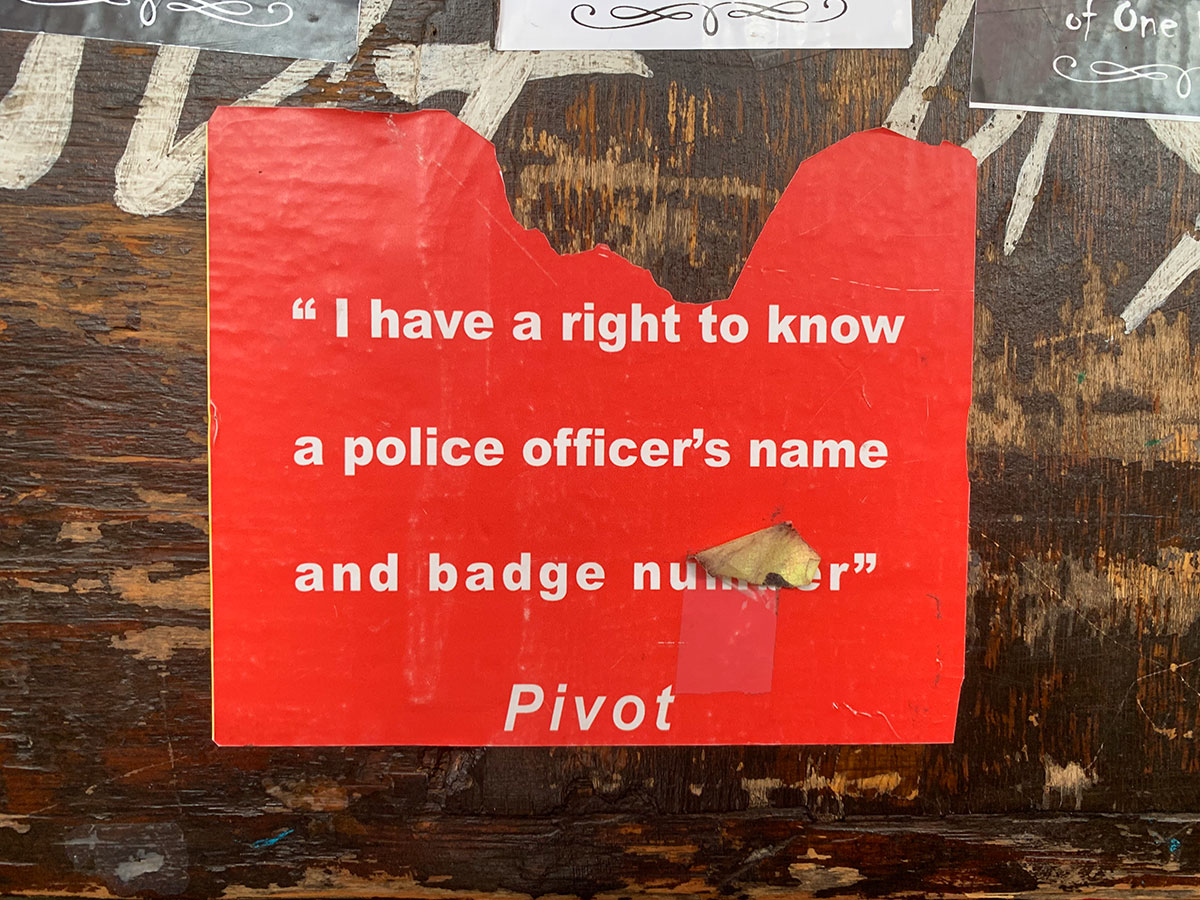 of One
“ I have a right to know
a police officer’s name
and badge number”
Pivot